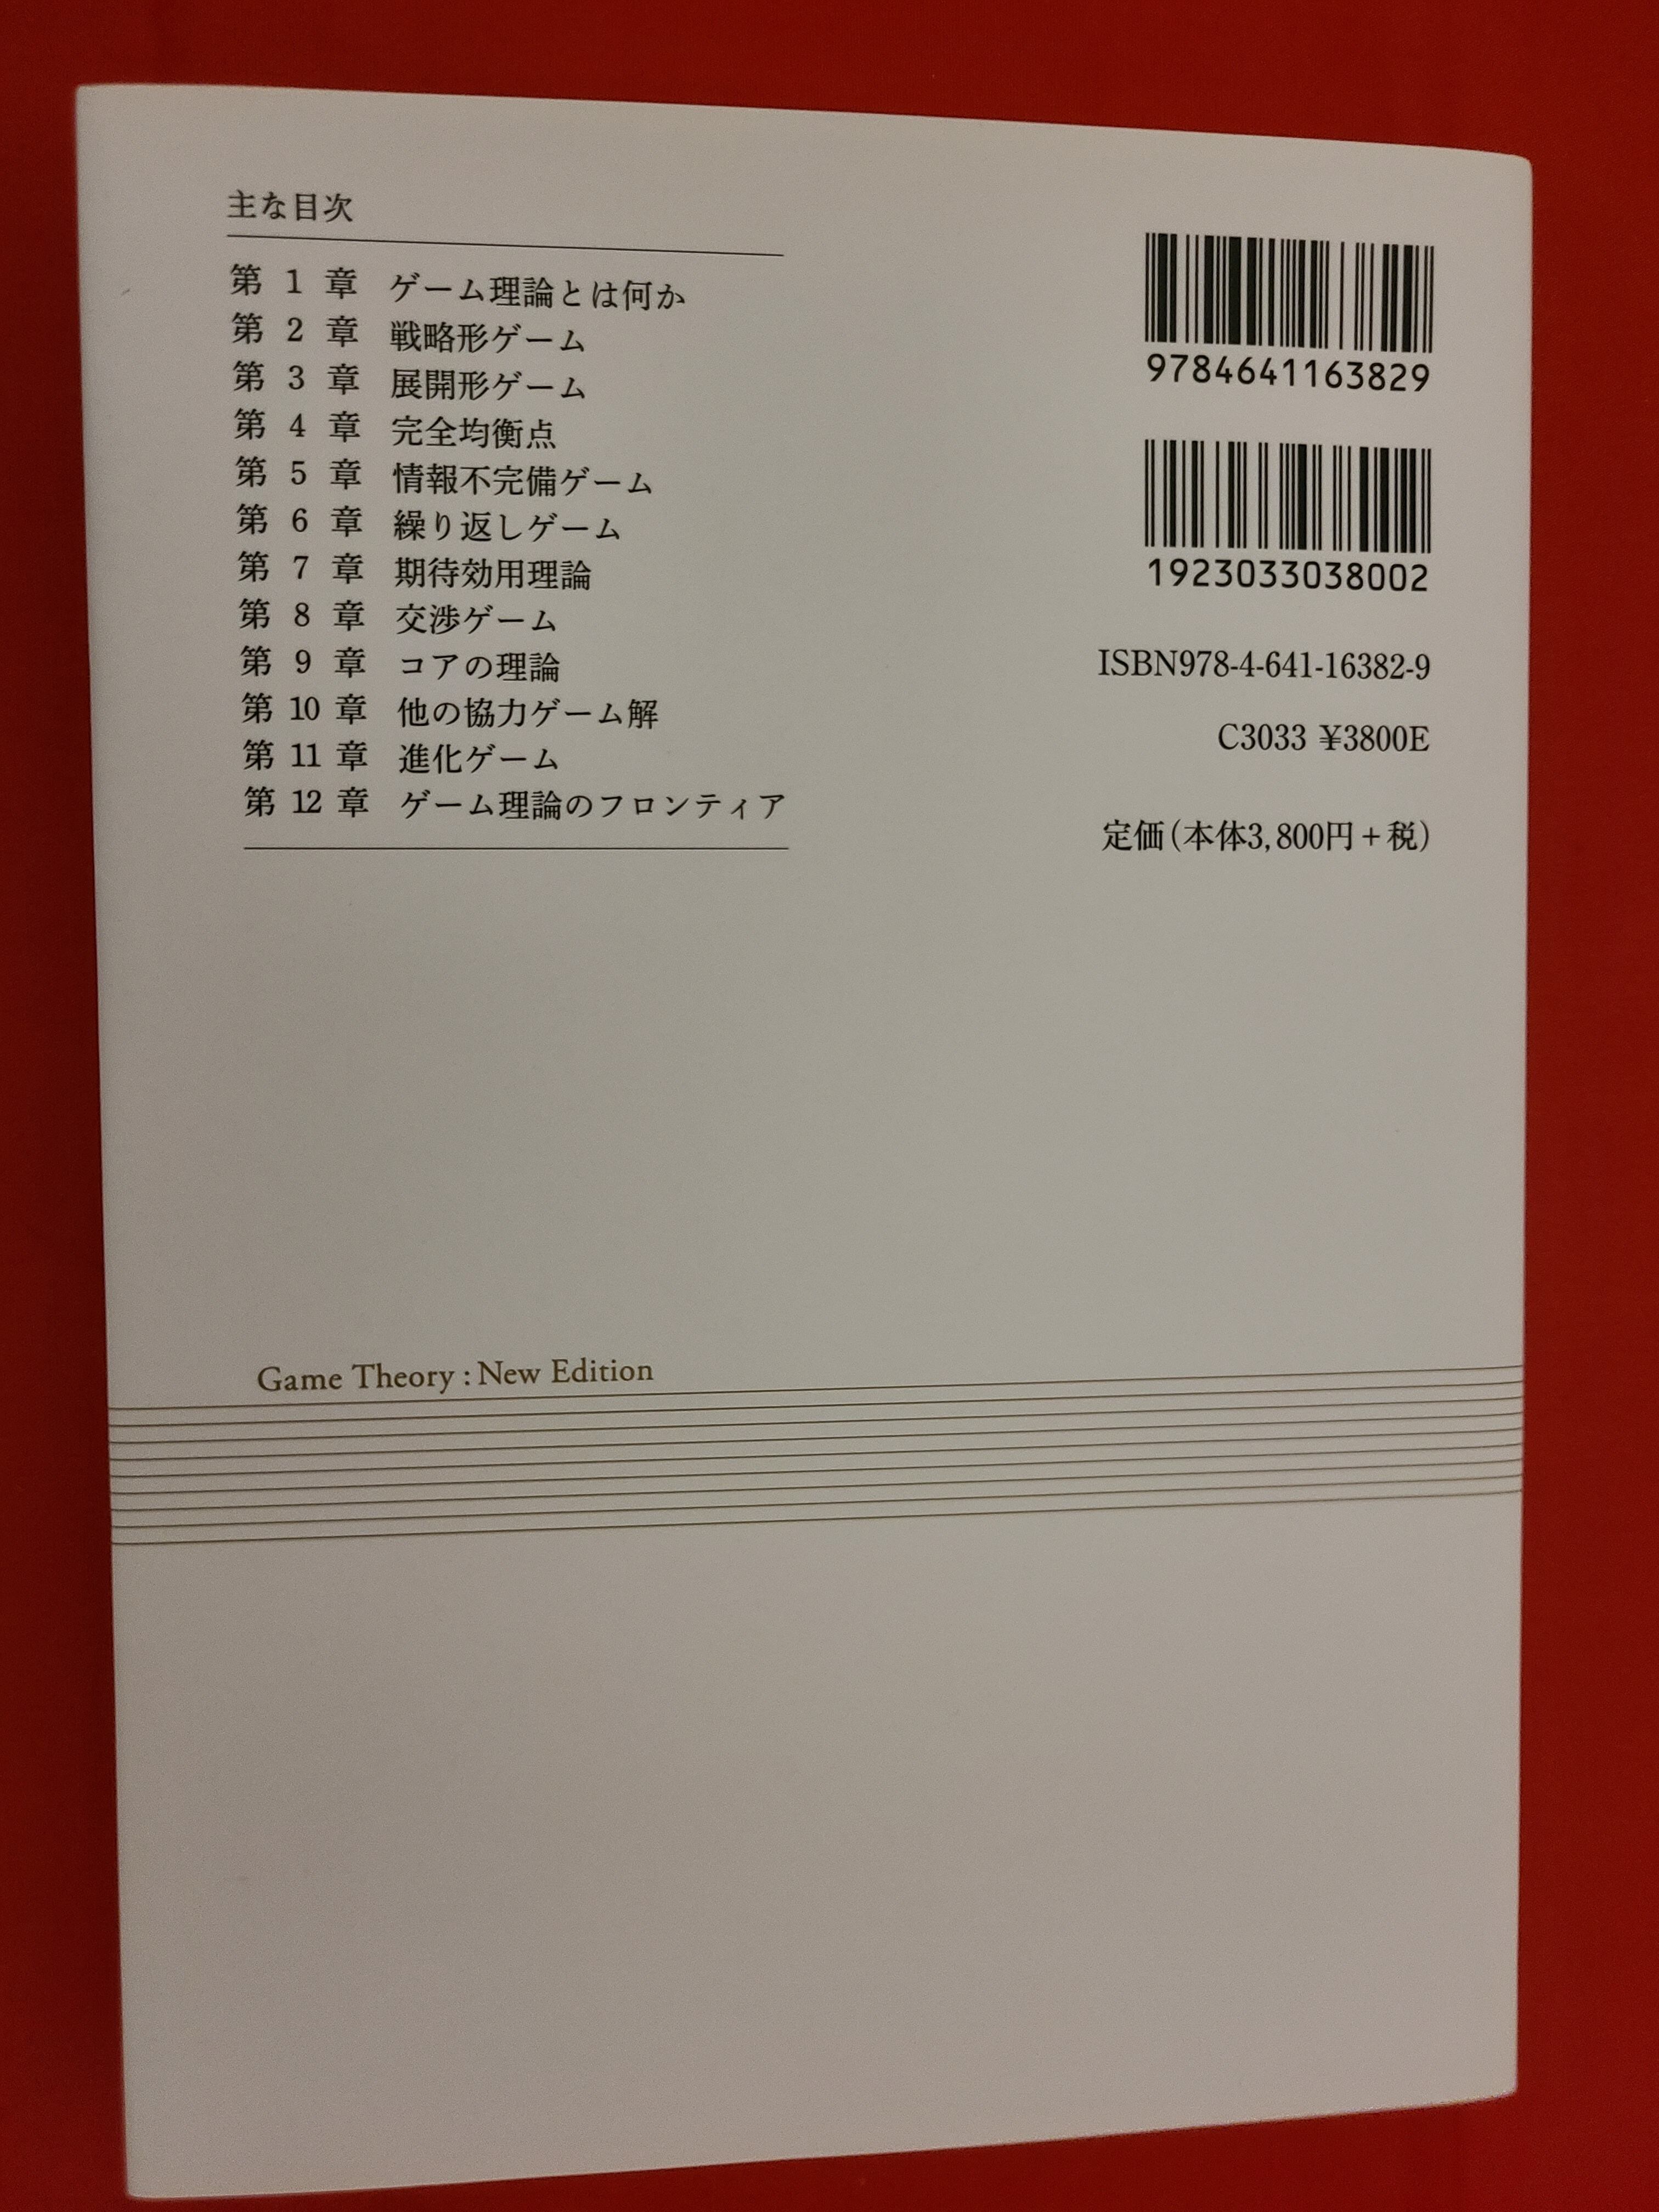 主な目次
第 1 章 ゲーム理論とは何か
第 2 章 戦略形ゲーム
第 3 章 展開形ゲーム
第 4 章 完全均衡点
第 5 章 情報不完備ゲーム
第 6 章 繰り返しゲーム
第 7 章 期待効用理論
第 8 章 交渉ゲーム
第 9 章 コアの理論
第 10 章 他の協力ゲーム解
第 11 章 進化ゲーム
第 12 章 ゲーム理論のフロンティア
9784641163829
1923033038002
ISBN978-4-641-16382-9
C3033 ¥3800E
定価(本体3,800円+税)
Game Theory : New Edition